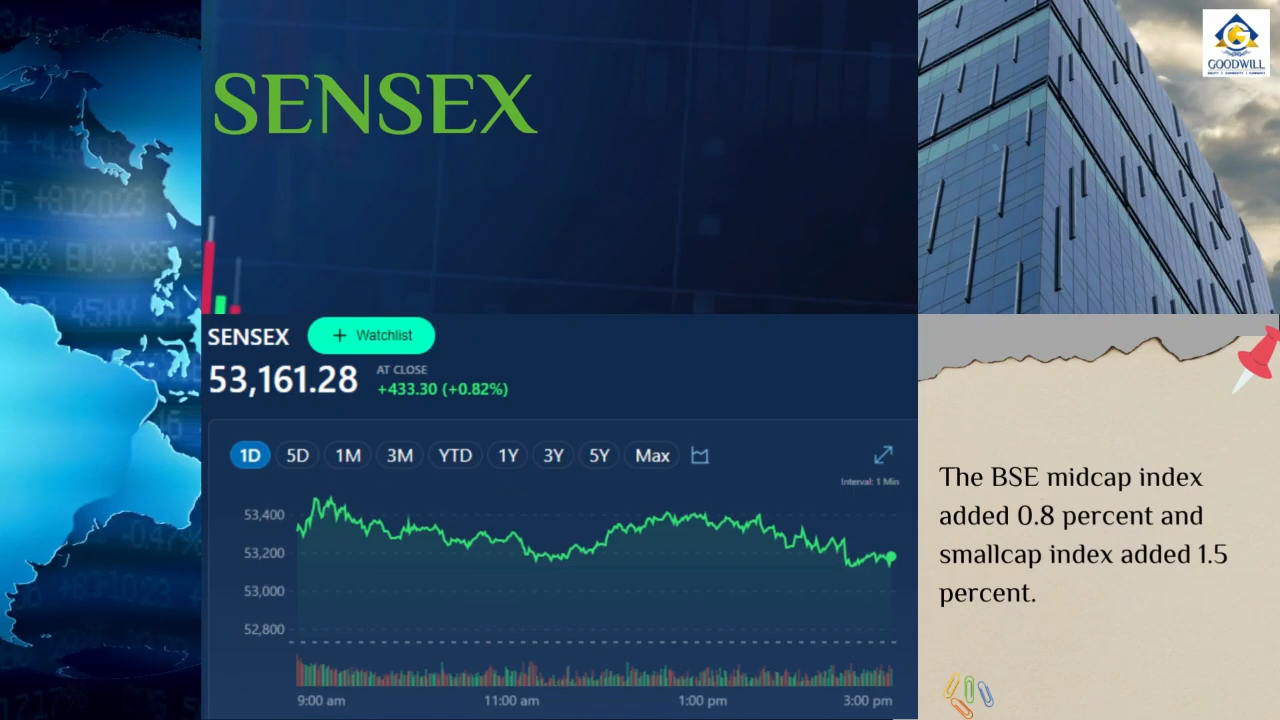 SENSEX
GOODWILL
SENSEX
+ Watchlist
53,161.28
AT CLOSE
+433.30 (+0.82%)
1D 5D 1M 3M YTD 1Y 3Y 5Y Max
Interval: 1 Min
53,400
53,200
53,000
52,800
9:00 am 11:00 am 1:00 pm 3:00 pm
The BSE midcap index
added 0.8 percent and
smallcap index added 1.5
percent.